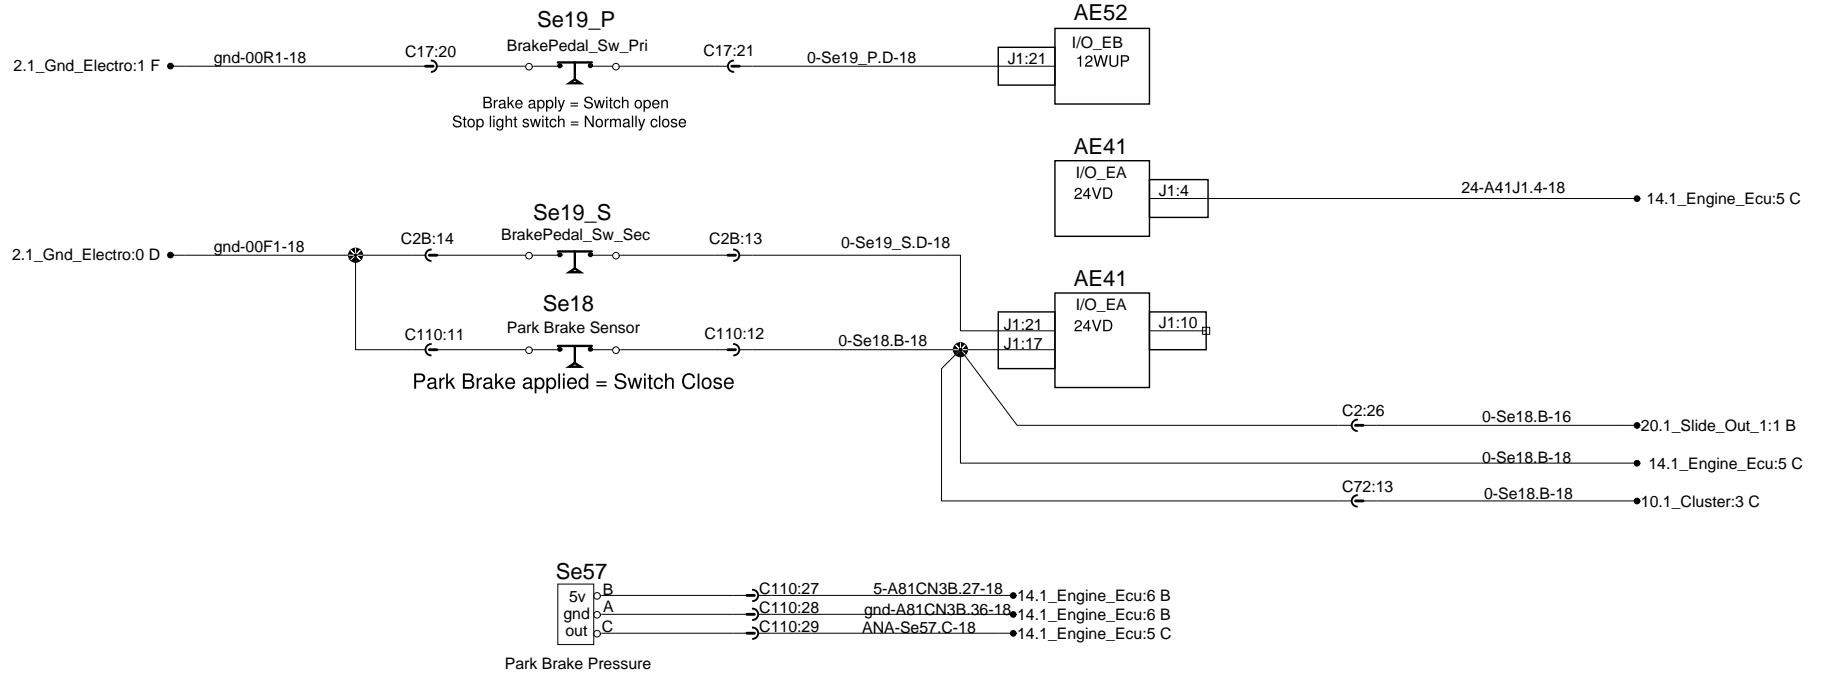 Se19_P
AE52
BrakePedal_Sw_Pri
I/O_EB
12WUP
2.1_Gnd_Electro:1 F
gnd-00R1-18
C17:20
C17:21
0-Se19_P.D-18
J1:21
Brake apply = Switch open
Stop light switch = Normally close
AE41
I/O_EA
24VD
J1:4
24-A41J1.4-18
14.1_Engine_Ecu:5 C
Se19_S
BrakePedal_Sw_Sec
2.1_Gnd_Electro:0 D
gnd-00F1-18
C2B:14
C2B:13
0-Se19_S.D-18
AE41
I/O_EA
24VD
J1:21
J1:17
J1:10
Se18
Park Brake Sensor
C110:11
C110:12
0-Se18.B-18
Park Brake applied = Switch Close
C2:26
0-Se18.B-16
20.1_Slide_Out_1:1 B
0-Se18.B-18
14.1_Engine_Ecu:5 C
C72:13
0-Se18.B-18
10.1_Cluster:3 C
Se57
5v
B
C110:27
5-A81CN3B.27-18
14.1_Engine_Ecu:6 B
gnd
A
C110:28
gnd-A81CN3B.36-18
14.1_Engine_Ecu:6 B
out
C
C110:29
ANA-Se57.C-18
14.1_Engine_Ecu:5 C
Park Brake Pressure